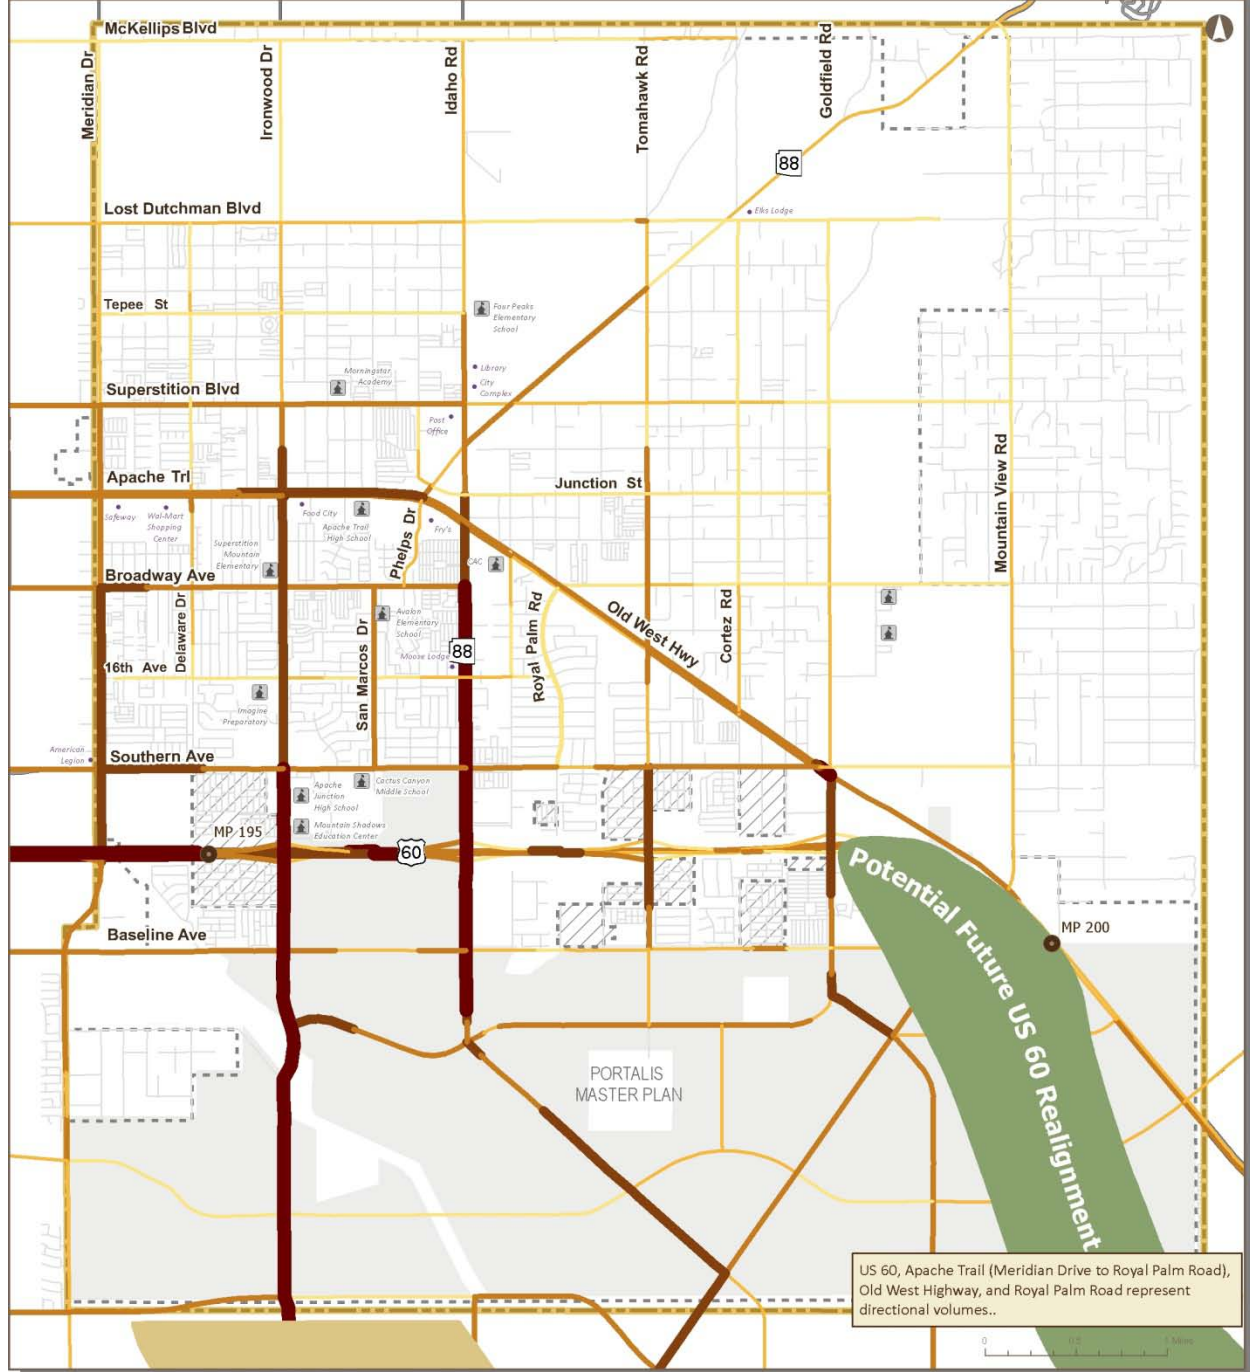 McKellips Blvd
Meridian Dr
Ironwood Dr
Idaho Rd
Tomahawk Rd
Goldfield Rd
88
Lost Dutchman Blvd
Elks Lodge
Tepee St
Four Peaks
Elementary
School
Morningstar
Academy
Library
City
Complex
Superstition Blvd
Post
Office
Mountain View Rd
Apache Trl
Junction St
Safeway
Wal-Mart
Shopping
Center
Food City
Apache Trail
High School
Phelps Dr
Fry's
Superstition
Mountain
Elementary
CAC
Broadway Ave
Delaware Dr
San Marcos Dr
Avalon
Elementary
School
Royal Palm Rd
Old West Hwy
Cortez Rd
88
Moose Lodge
16th Ave
Imagine
Preparatory
American
Legion
Southern Ave
Apache
Junction
High School
Cactus Canyon
Middle School
Mountain Shadows
Education Center
MP 195
60
Potential Future US 60 Realignment
Baseline Ave
MP 200
PORTALIS
MASTER PLAN
US 60, Apache Trail (Meridian Drive to Royal Palm Road),
Old West Highway, and Royal Palm Road represent
directional volumes..
0 0.5 1 Miles